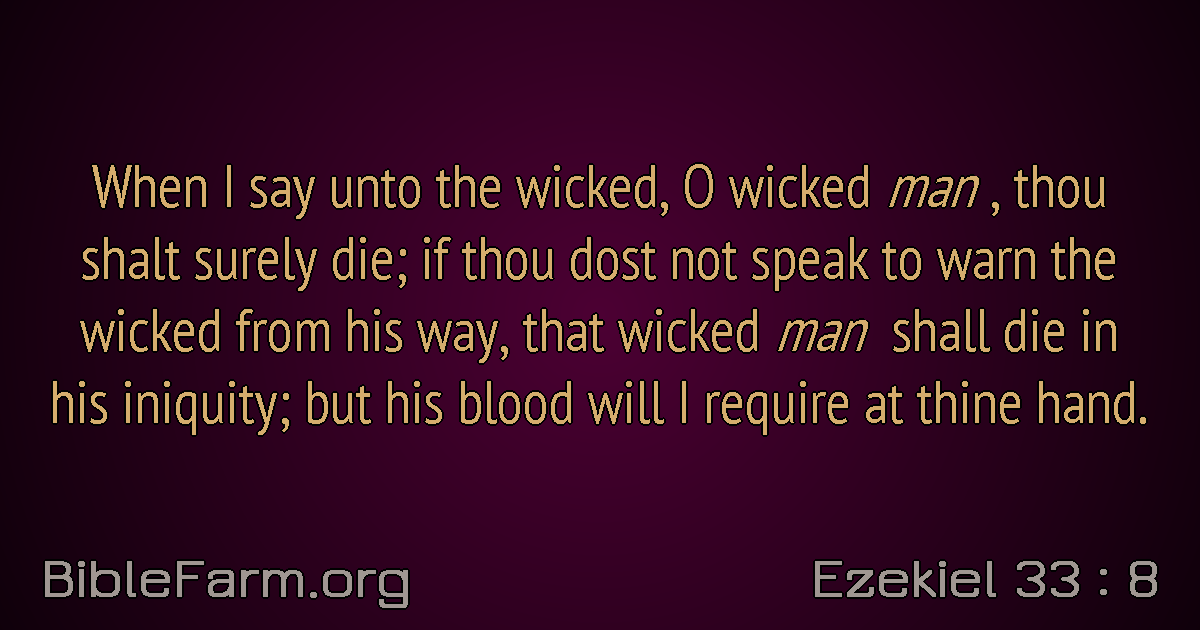 When I say unto the wicked, O wicked man , thou
shalt surely die; if thou dost not speak to warn the
wicked from his way, that wicked man shall die in
his iniquity; but his blood will I require at thine hand.
BibleFarm.org
Ezekiel 33 : 8